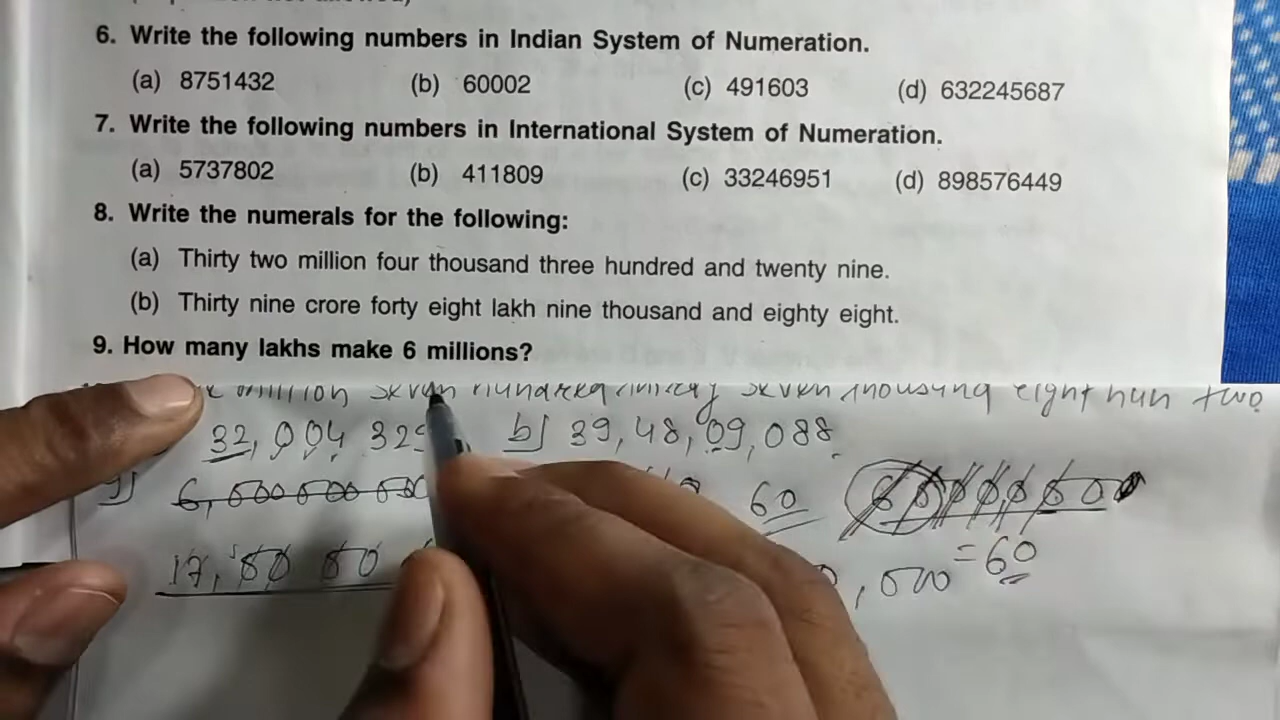 6. Write the following numbers in Indian System of Numeration.
(a) 8751432 (b) 60002 (c) 491603 (d) 632245687
7. Write the following numbers in International System of Numeration.
(a) 5737802 (b) 411809 (c) 33246951 (d) 898576449
8. Write the numerals for the following:
(a) Thirty two million four thousand three hundred and twenty nine.
(b) Thirty nine crore forty eight lakh nine thousand and eighty eight.
9. How many lakhs make 6 millions?
million seven seven eight hun two
32,004 32 b) 39,48,09,088
9) 60
= 60